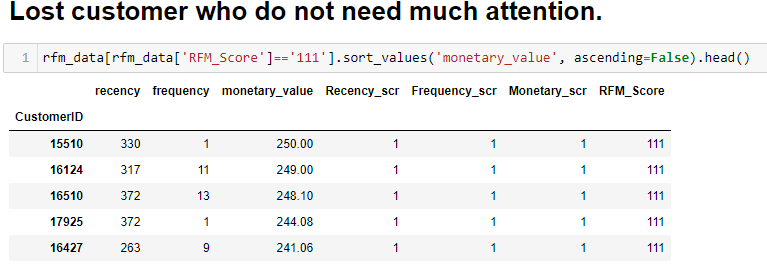 Lost customer who do not need much attention.
1 rfm_data[rfm_data['RFM_Score']=='111'].sort_values('monetary_value', ascending=False).head()
recency frequency monetary_value Recency_scr Frequency_scr Monetary_scr RFM_Score
CustomerID
15510 330 1 250.00 1 1 1 111
16124 317 11 249.00 1 1 1 111
16510 372 13 248.10 1 1 1 111
17925 372 1 244.08 1 1 1 111
16427 263 9 241.06 1 1 1 111